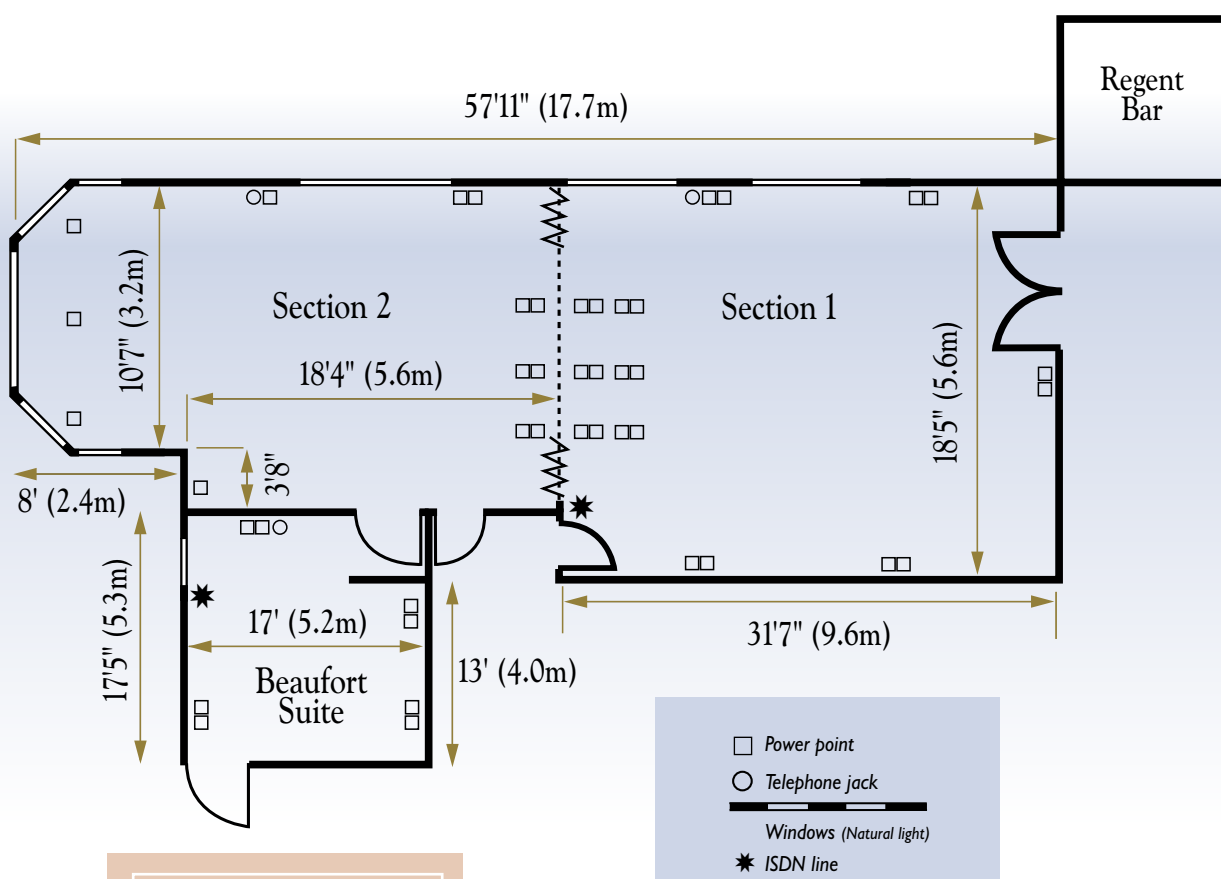 Regent
Bar
57'11" (17.7m)
10'7" (3.2m)
Section 2
Section 1
18'4" (5.6m)
18'5" (5.6m)
8' (2.4m)
3'8"
17'5" (5.3m)
17' (5.2m)
31'7" (9.6m)
Beaufort
Suite
13' (4.0m)
Power point
Telephone jack
Windows (Natural light)
ISDN line